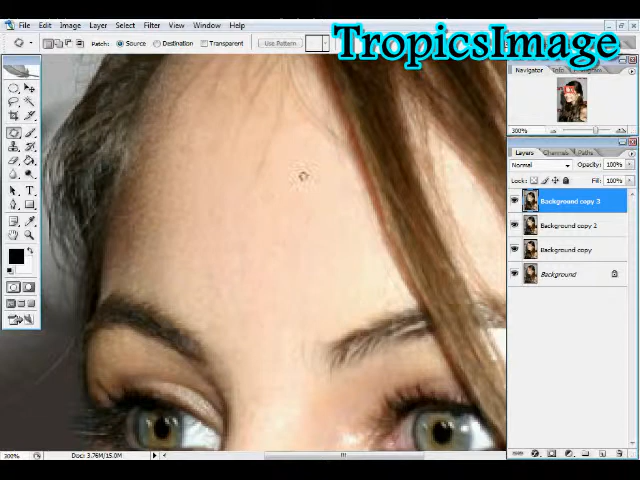 File Edit Image Layer Select Filter View Window Help
TropicsImage
Patch: Source Destination Transparent Use Pattern
Navigator Info
300%
Layers Channels Paths
Normal Opacity: 100%
Lock: Fill: 100%
Background copy 3
Background copy 2
Background copy
Background
300% Doc: 3.76M/15.0M